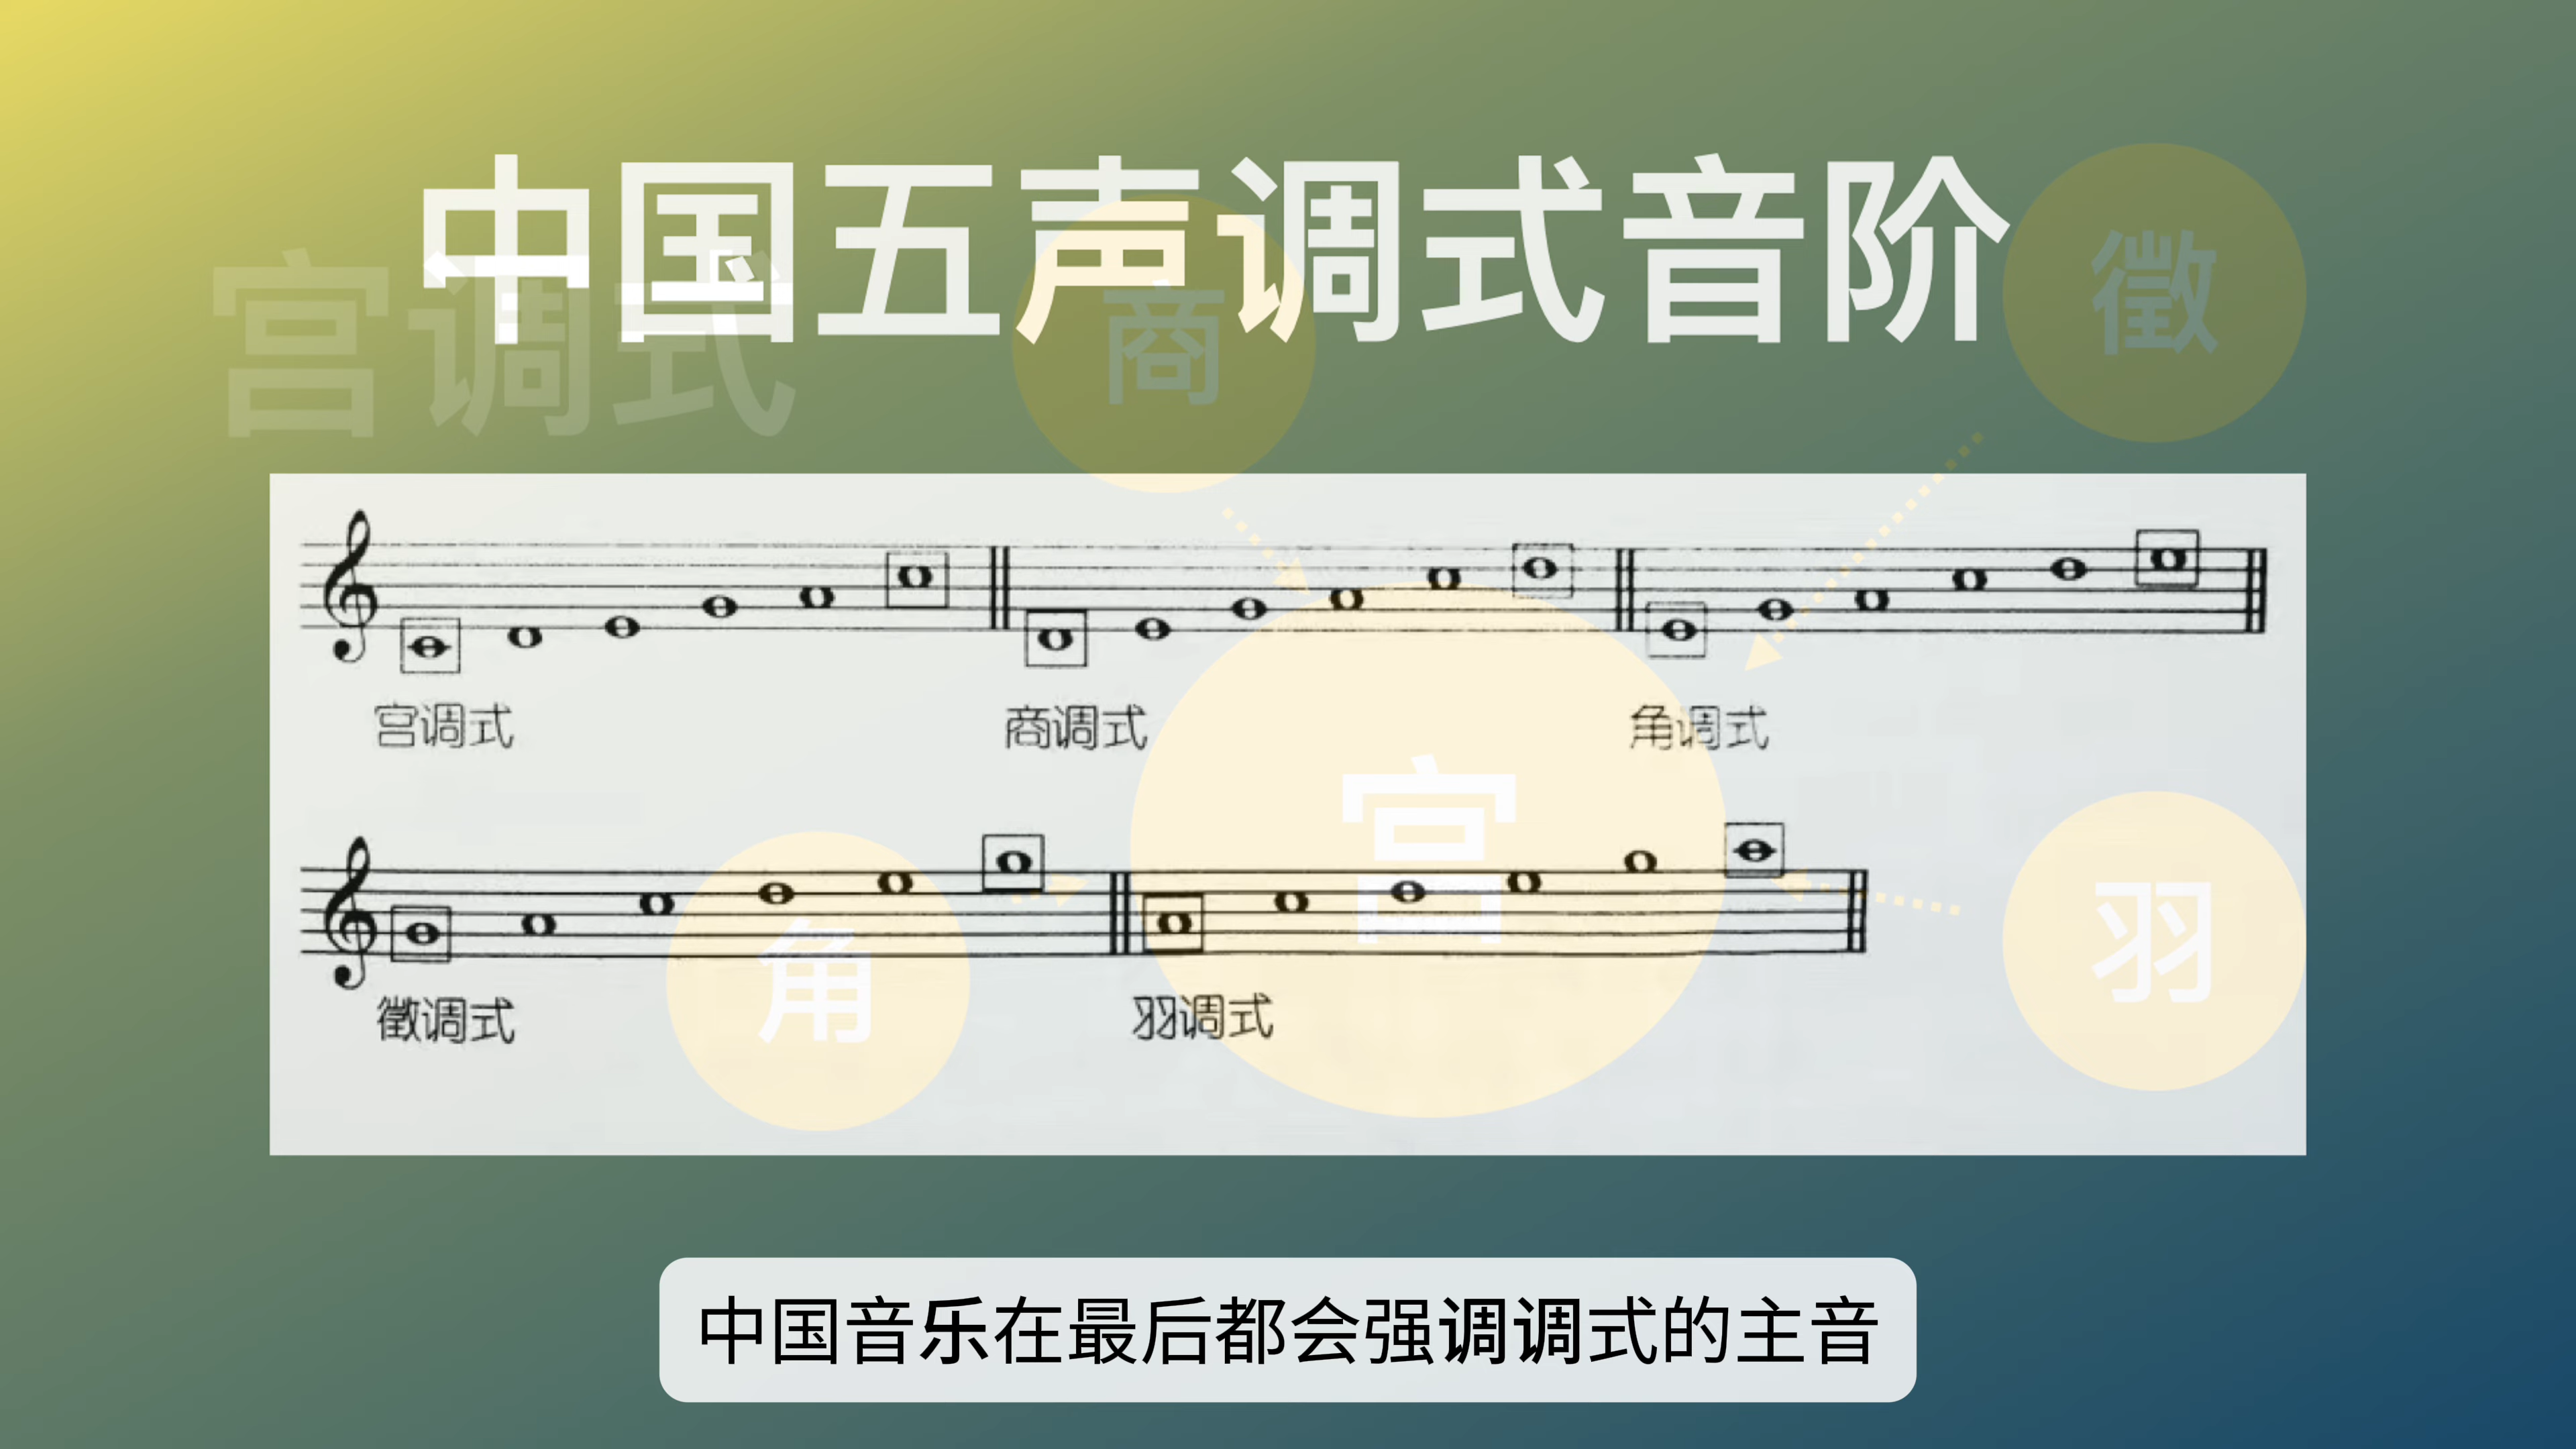 中国五声调式音阶
宫调式
商
徵
宫调式
商调式
角调式
宫
角
羽
徵调式
羽调式
中国音乐在最后都会强调调式的主音